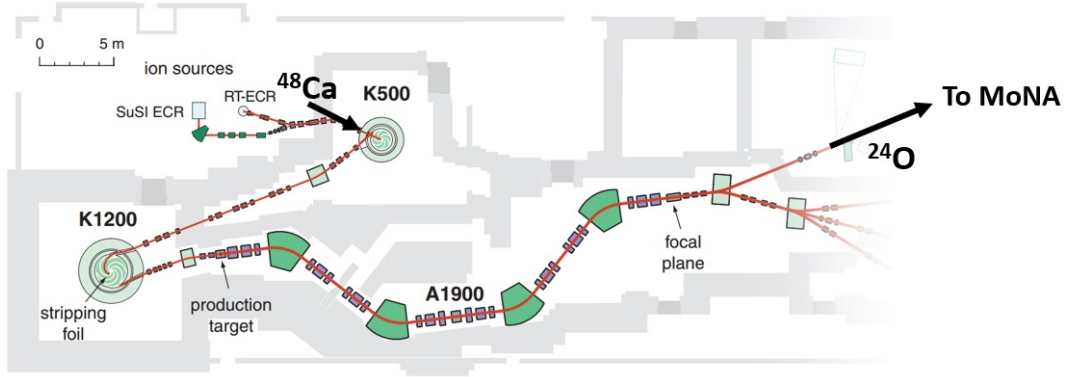 0 5 m
ion sources
⁴⁸Ca
K500
RT-ECR
SuSI ECR
To MoNA
²⁴O
K1200
focal
plane
A1900
production
target
stripping
foil